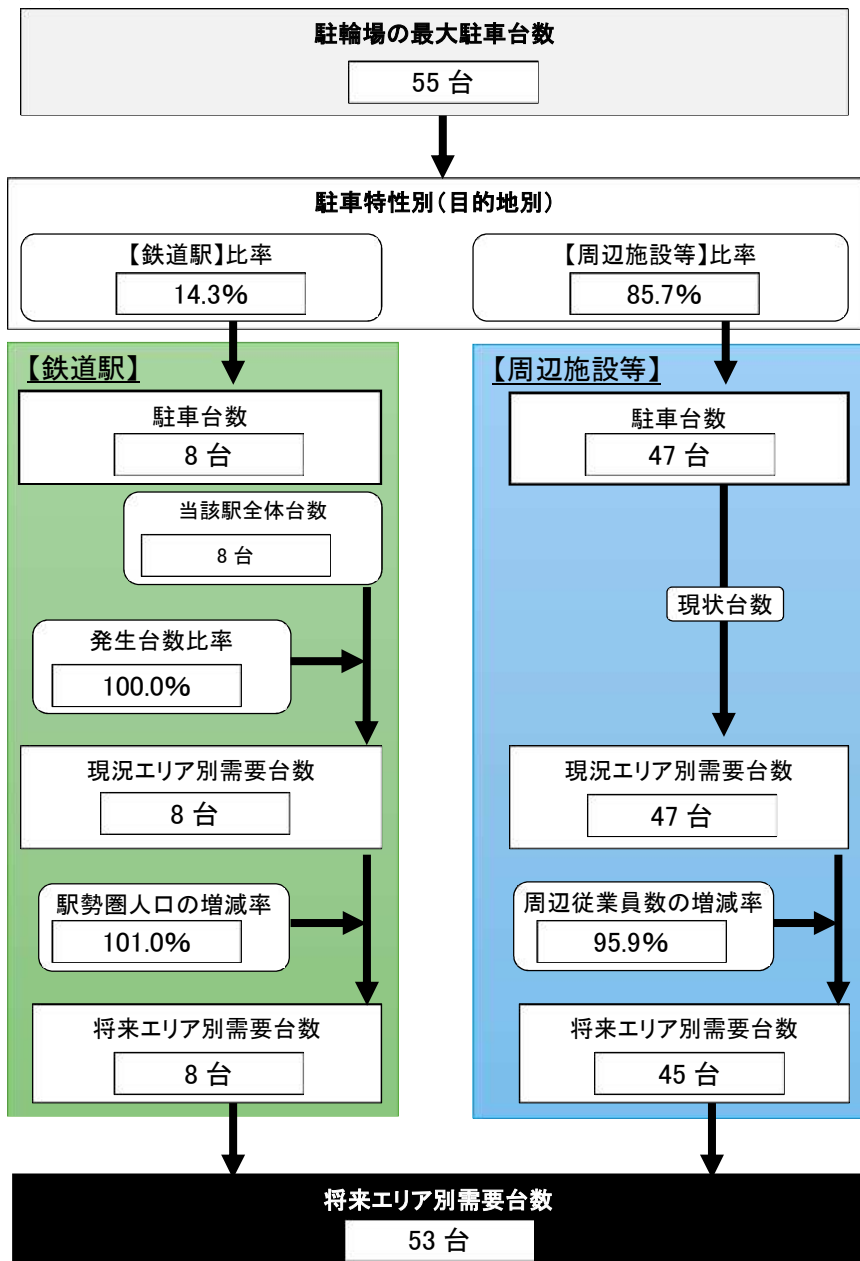 駐輪場の最大駐車台数
55 台
駐車特性別（目的地別）
【鉄道駅】比率
14.3%
【周辺施設等】比率
85.7%
【鉄道駅】
駐車台数
8 台
当該駅全体台数
8 台
発生台数比率
100.0%
現況エリア別需要台数
8 台
駅勢圏人口の増減率
101.0%
将来エリア別需要台数
8 台
【周辺施設等】
駐車台数
47 台
現状台数
現況エリア別需要台数
47 台
周辺従業員数の増減率
95.9%
将来エリア別需要台数
45 台
将来エリア別需要台数
53 台